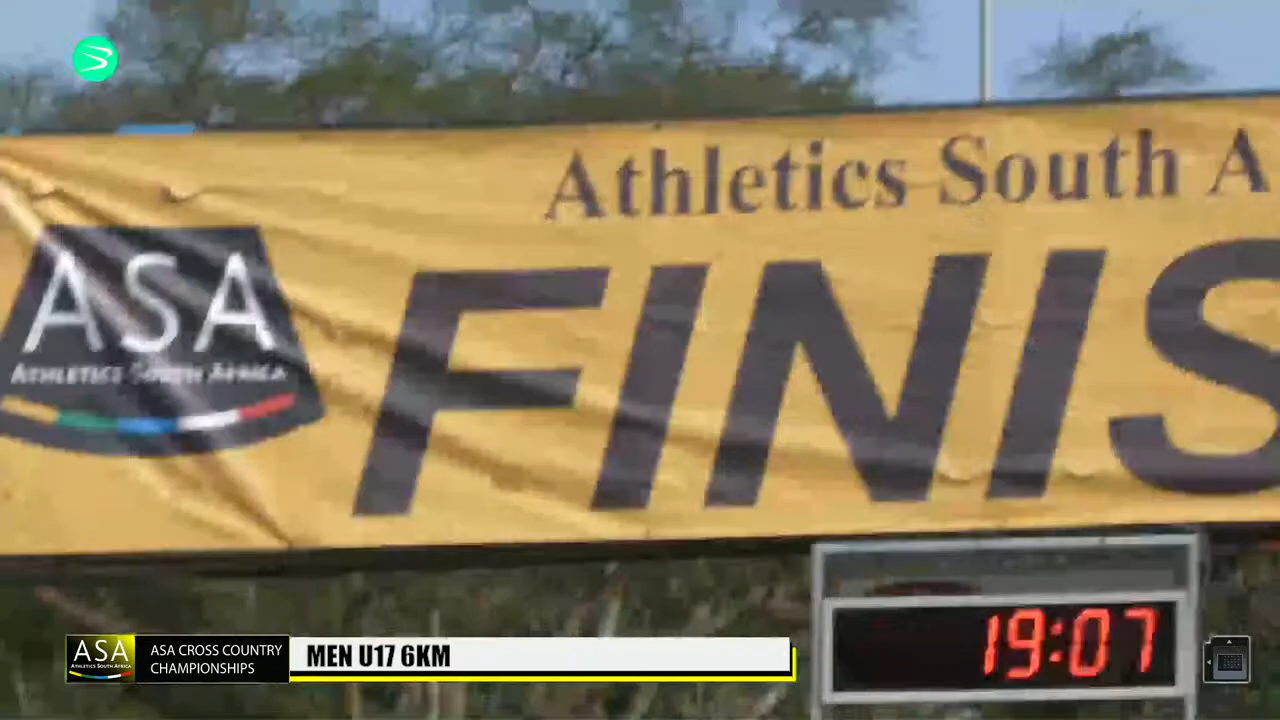 Athletics South A
ASA
ATHLETICS SOUTH AFRICA
FINIS
19:07
ASA
ATHLETICS SOUTH AFRICA
ASA CROSS COUNTRY
CHAMPIONSHIPS
MEN U17 6KM